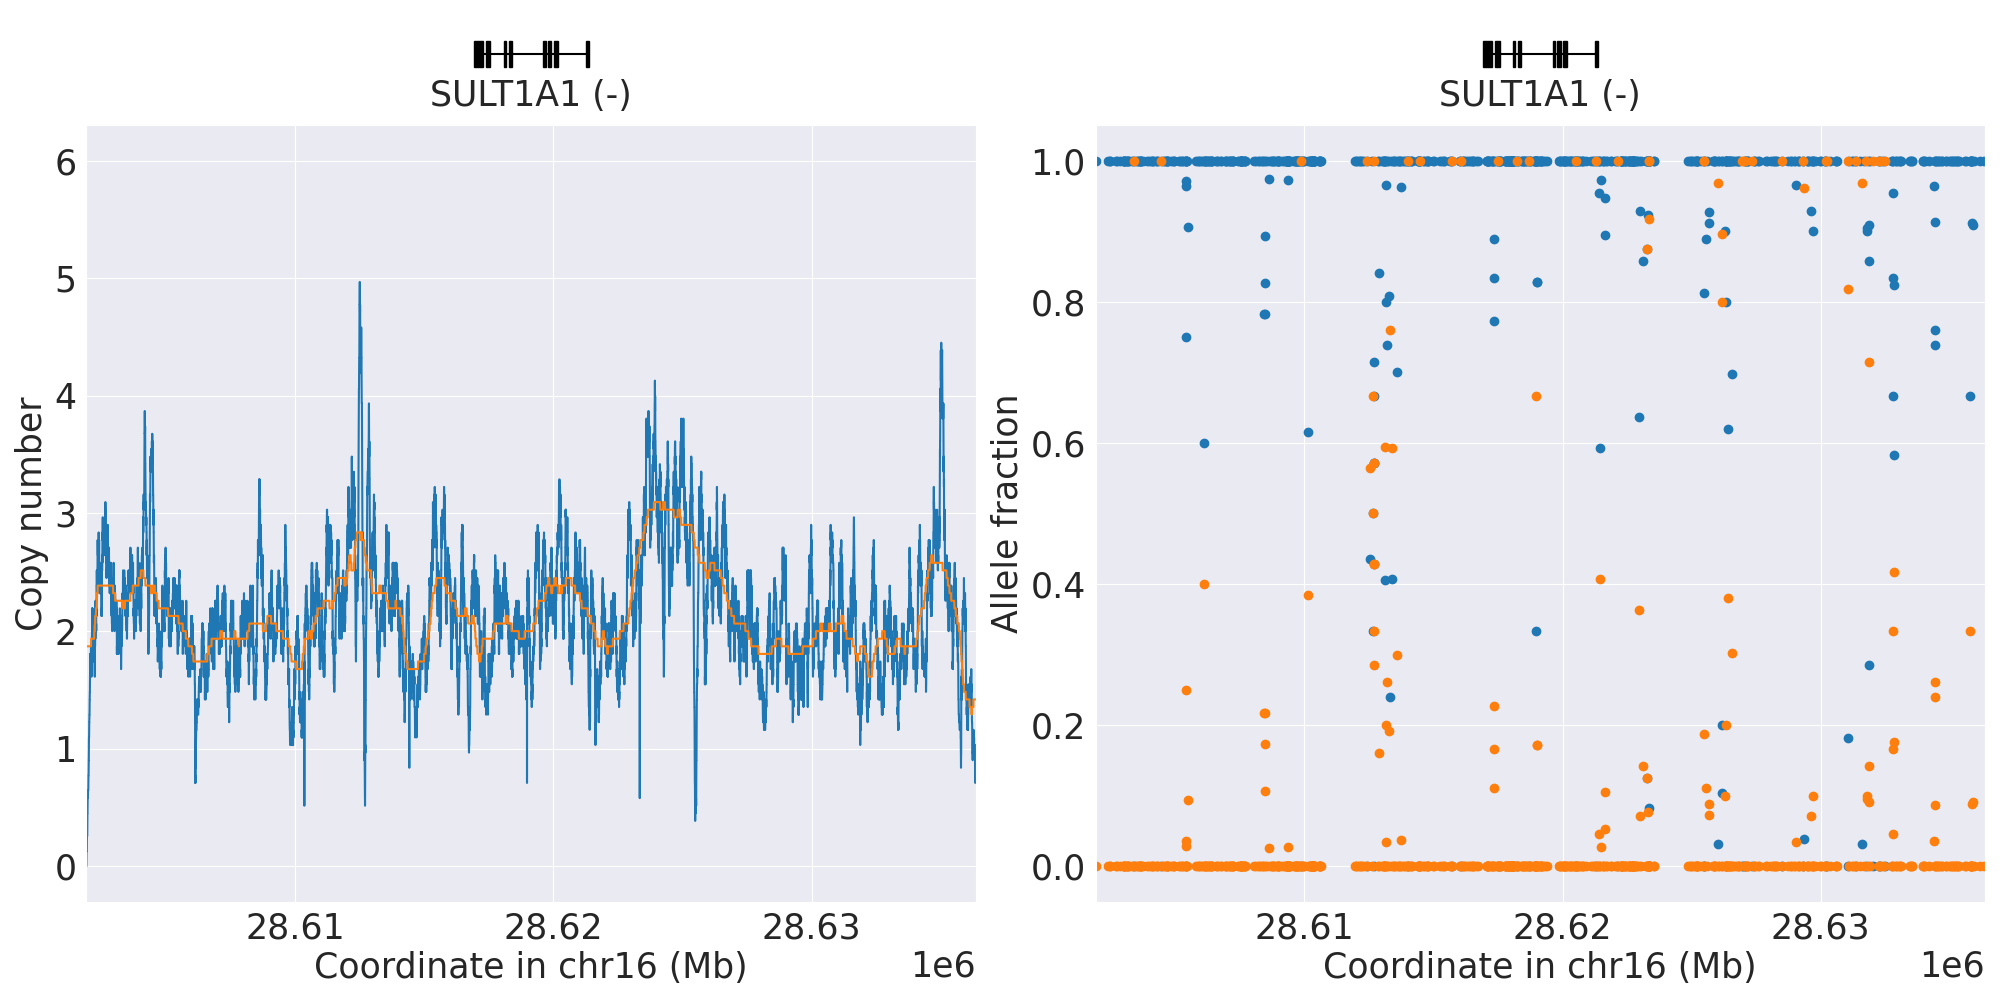 SULT1A1 (-)
Copy number
6
5
4
3
2
1
0
28.61
28.62
28.63
Coordinate in chr16 (Mb)
1e6
SULT1A1 (-)
Allele fraction
1.0
0.8
0.6
0.4
0.2
0.0
28.61
28.62
28.63
Coordinate in chr16 (Mb)
1e6